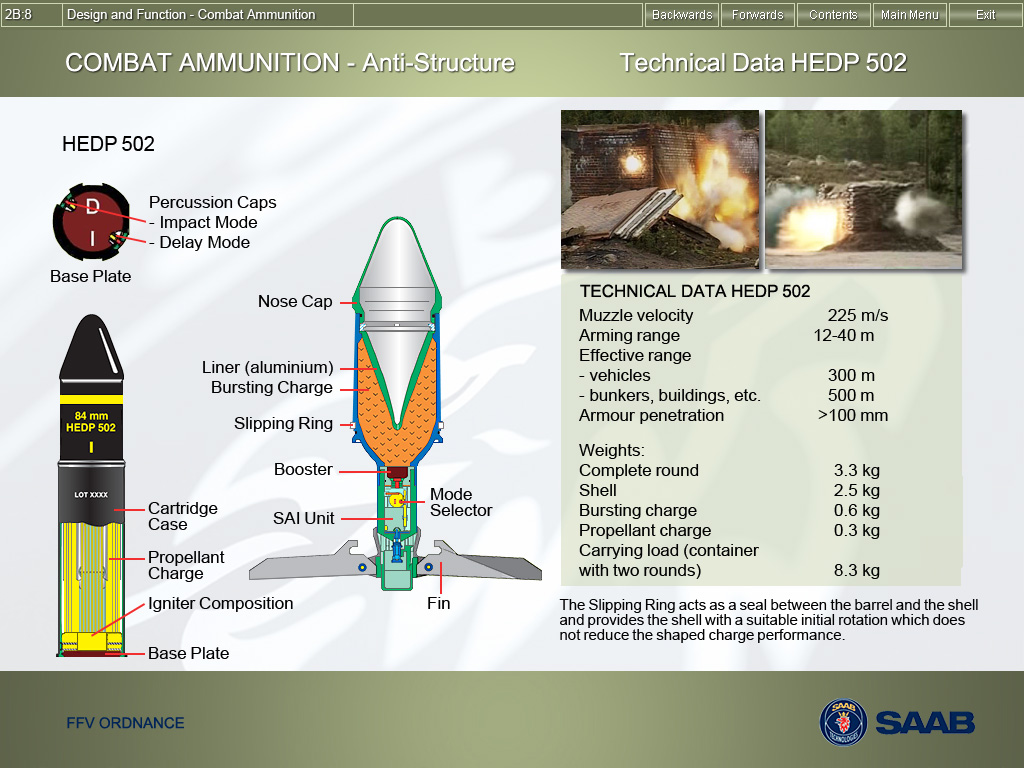 2B:8
Design and Function - Combat Ammunition
Backwards
Forwards
Contents
Main Menu
Exit
COMBAT AMMUNITION - Anti-Structure
Technical Data HEDP 502
HEDP 502
D
I
Percussion Caps
- Impact Mode
- Delay Mode
Base Plate
Nose Cap
Liner (aluminium)
Bursting Charge
Slipping Ring
Booster
Mode
Selector
SAI Unit
Fin
84 mm
HEDP 502
I
LOT XXXX
Cartridge
Case
Propellant
Charge
Igniter Composition
Base Plate
TECHNICAL DATA HEDP 502
Muzzle velocity 225 m/s
Arming range 12-40 m
Effective range
- vehicles 300 m
- bunkers, buildings, etc. 500 m
Armour penetration >100 mm
Weights:
Complete round 3.3 kg
Shell 2.5 kg
Bursting charge 0.6 kg
Propellant charge 0.3 kg
Carrying load (container
with two rounds) 8.3 kg
The Slipping Ring acts as a seal between the barrel and the shell
and provides the shell with a suitable initial rotation which does
not reduce the shaped charge performance.
FFV ORDNANCE
SAAB
TECHNOLOGIES
SAAB